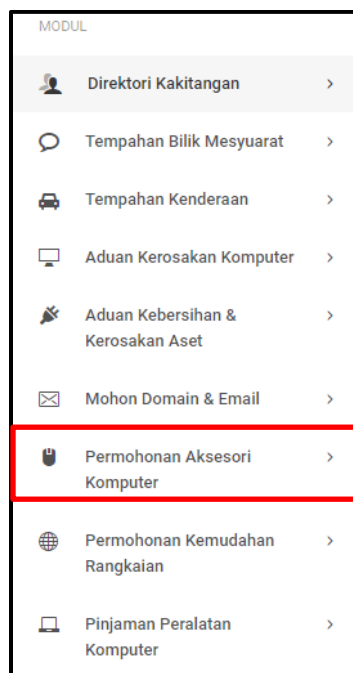 MODUL
Direktori Kakitangan
Tempahan Bilik Mesyuarat
Tempahan Kenderaan
Aduan Kerosakan Komputer
Aduan Kebersihan &
Kerosakan Aset
Mohon Domain & Email
Permohonan Aksesori
Komputer
Permohonan Kemudahan
Rangkaian
Pinjaman Peralatan
Komputer